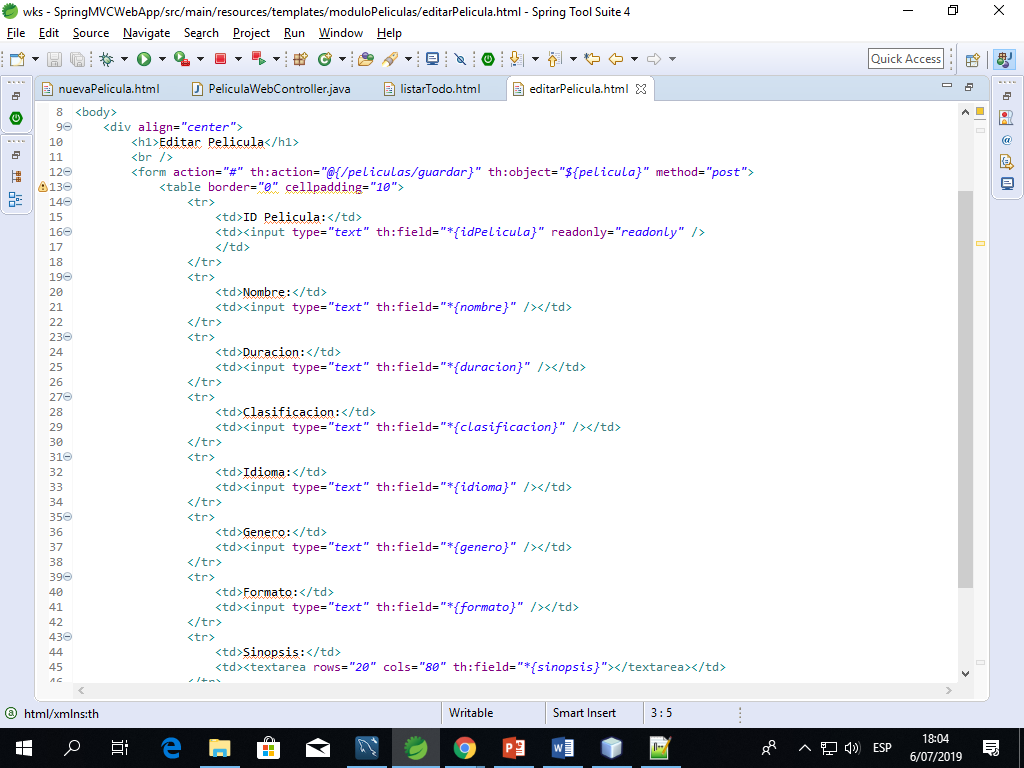 wks - SpringMVCWebApp/src/main/resources/templates/moduloPeliculas/editarPelicula.html - Spring Tool Suite 4
File Edit Source Navigate Search Project Run Window Help
Quick Access
nuevaPelicula.html PeliculaWebController.java listarTodo.html editarPelicula.html
8 <body>
9 <div align="center">
10 <h1>Editar Pelicula</h1>
11 <br />
12 <form action="#" th:action="@{/peliculas/guardar}" th:object="${pelicula}" method="post">
13 <table border="0" cellpadding="10">
14 <tr>
15 <td>ID Pelicula:</td>
16 <td><input type="text" th:field="*{idPelicula}" readonly="readonly" />
17 </td>
18 </tr>
19 <tr>
20 <td>Nombre:</td>
21 <td><input type="text" th:field="*{nombre}" /></td>
22 </tr>
23 <tr>
24 <td>Duracion:</td>
25 <td><input type="text" th:field="*{duracion}" /></td>
26 </tr>
27 <tr>
28 <td>Clasificacion:</td>
29 <td><input type="text" th:field="*{clasificacion}" /></td>
30 </tr>
31 <tr>
32 <td>Idioma:</td>
33 <td><input type="text" th:field="*{idioma}" /></td>
34 </tr>
35 <tr>
36 <td>Genero:</td>
37 <td><input type="text" th:field="*{genero}" /></td>
38 </tr>
39 <tr>
40 <td>Formato:</td>
41 <td><input type="text" th:field="*{formato}" /></td>
42 </tr>
43 <tr>
44 <td>Sinopsis:</td>
45 <td><textarea rows="20" cols="80" th:field="*{sinopsis}"></textarea></td>
46 </tr>
html/xmlns:th Writable Smart Insert 3 : 5
ESP 18:04
6/07/2019